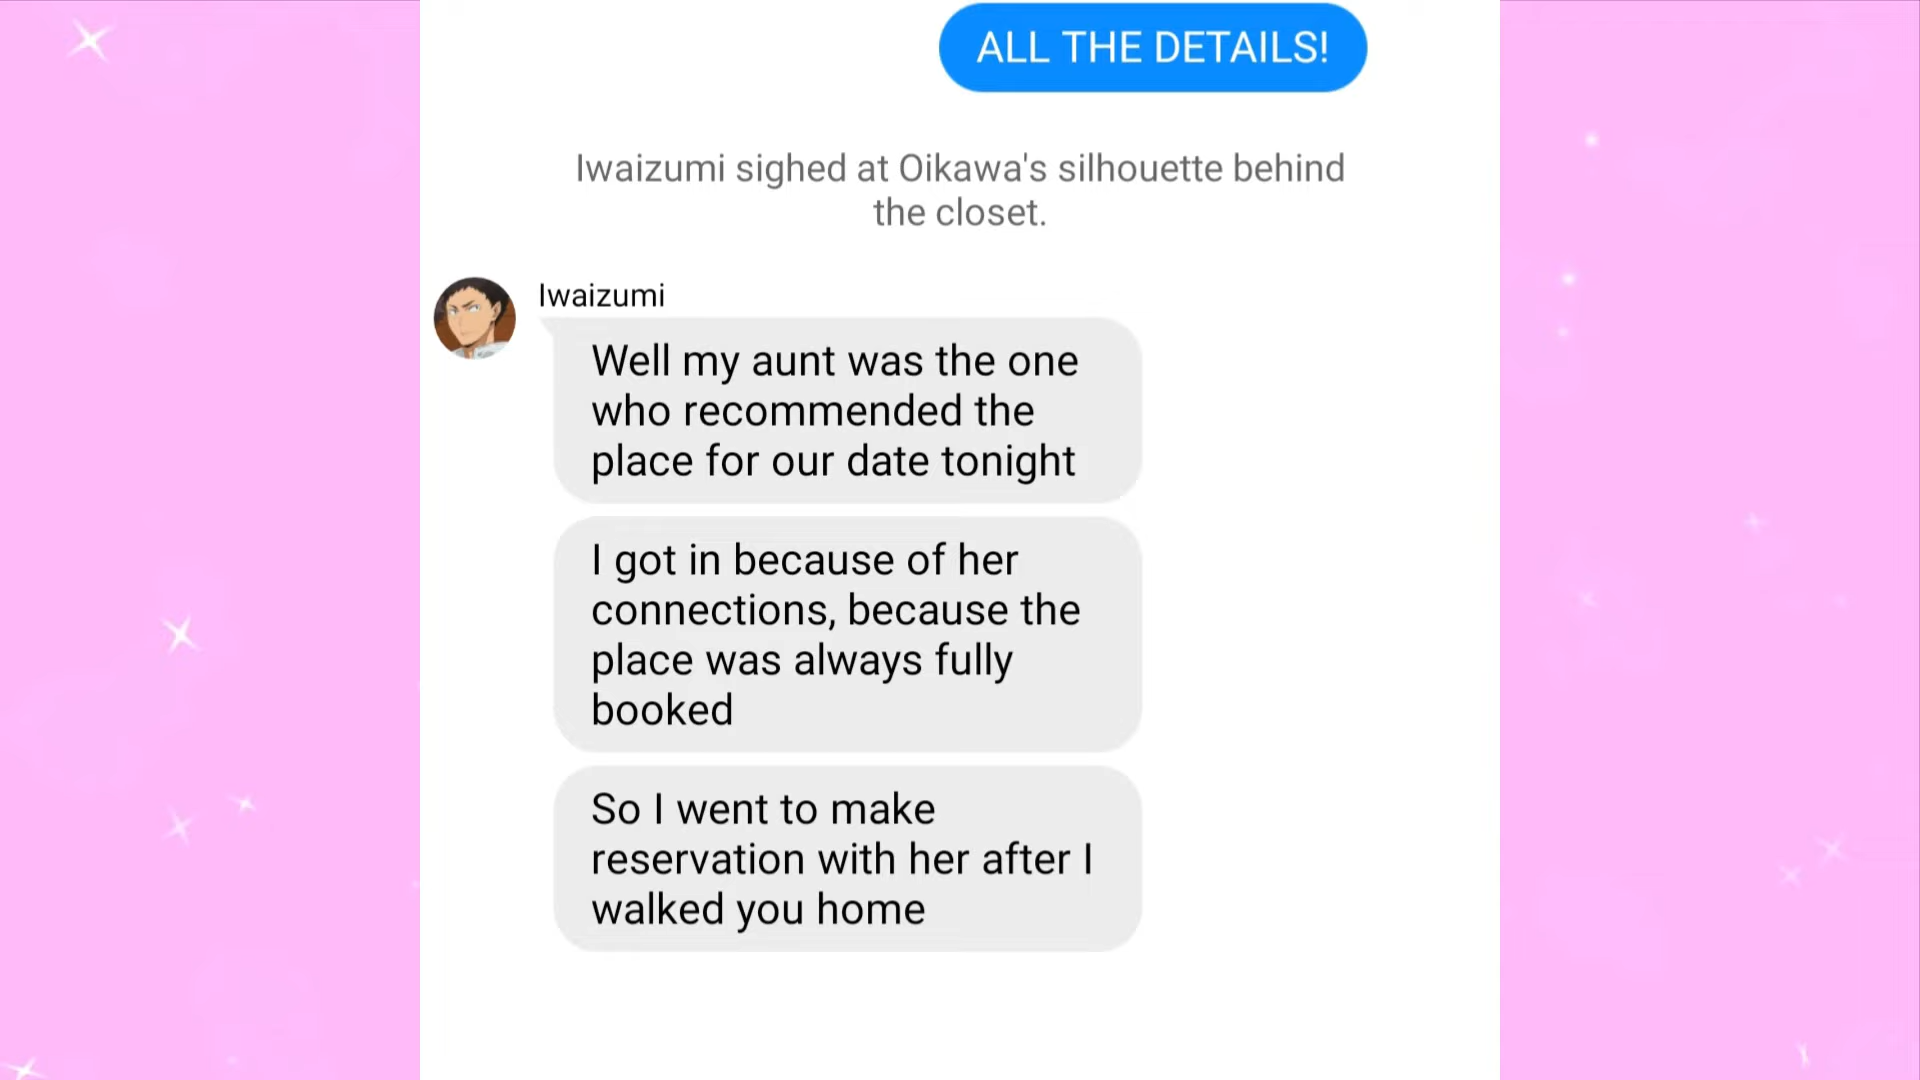 ALL THE DETAILS!
Iwaizumi sighed at Oikawa's silhouette behind
the closet.
Iwaizumi
Well my aunt was the one
who recommended the
place for our date tonight
I got in because of her
connections, because the
place was always fully
booked
So I went to make
reservation with her after I
walked you home